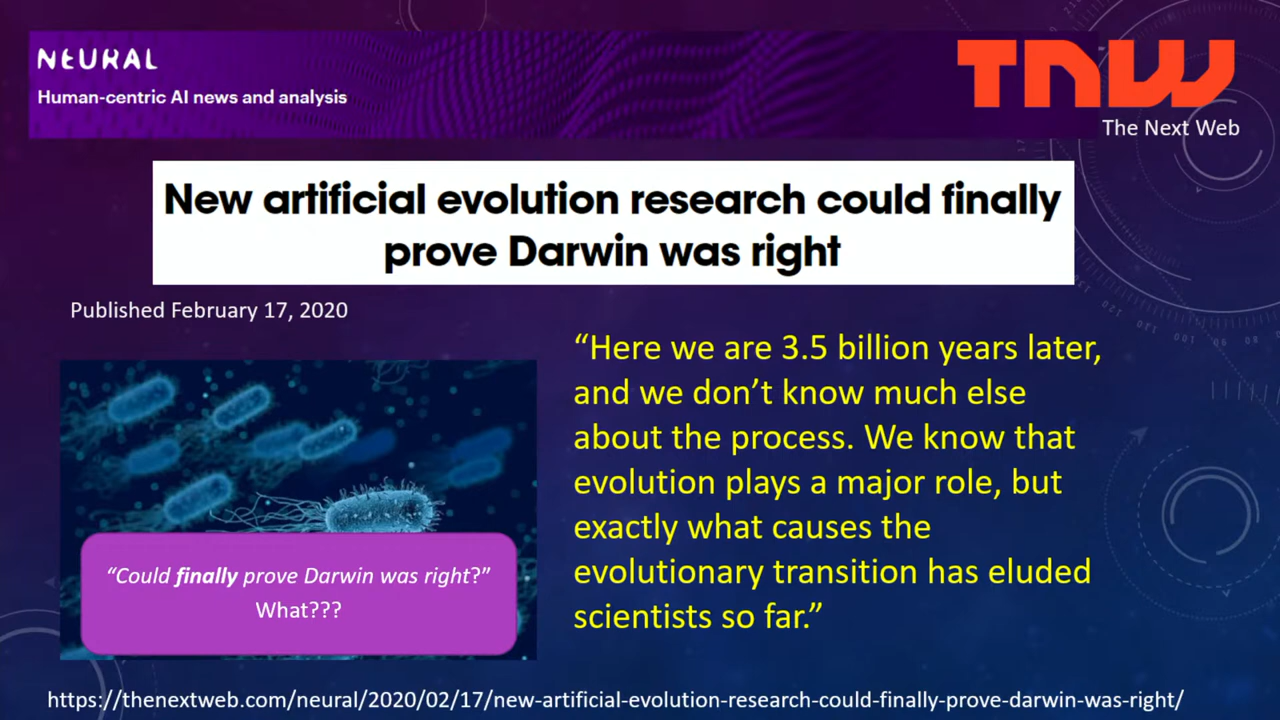 NEURAL
Human-centric AI news and analysis
TNW
The Next Web
New artificial evolution research could finally
prove Darwin was right
Published February 17, 2020
“Could finally prove Darwin was right?”
What???
“Here we are 3.5 billion years later,
and we don’t know much else
about the process. We know that
evolution plays a major role, but
exactly what causes the
evolutionary transition has eluded
scientists so far.”
https://thenextweb.com/neural/2020/02/17/new-artificial-evolution-research-could-finally-prove-darwin-was-right/